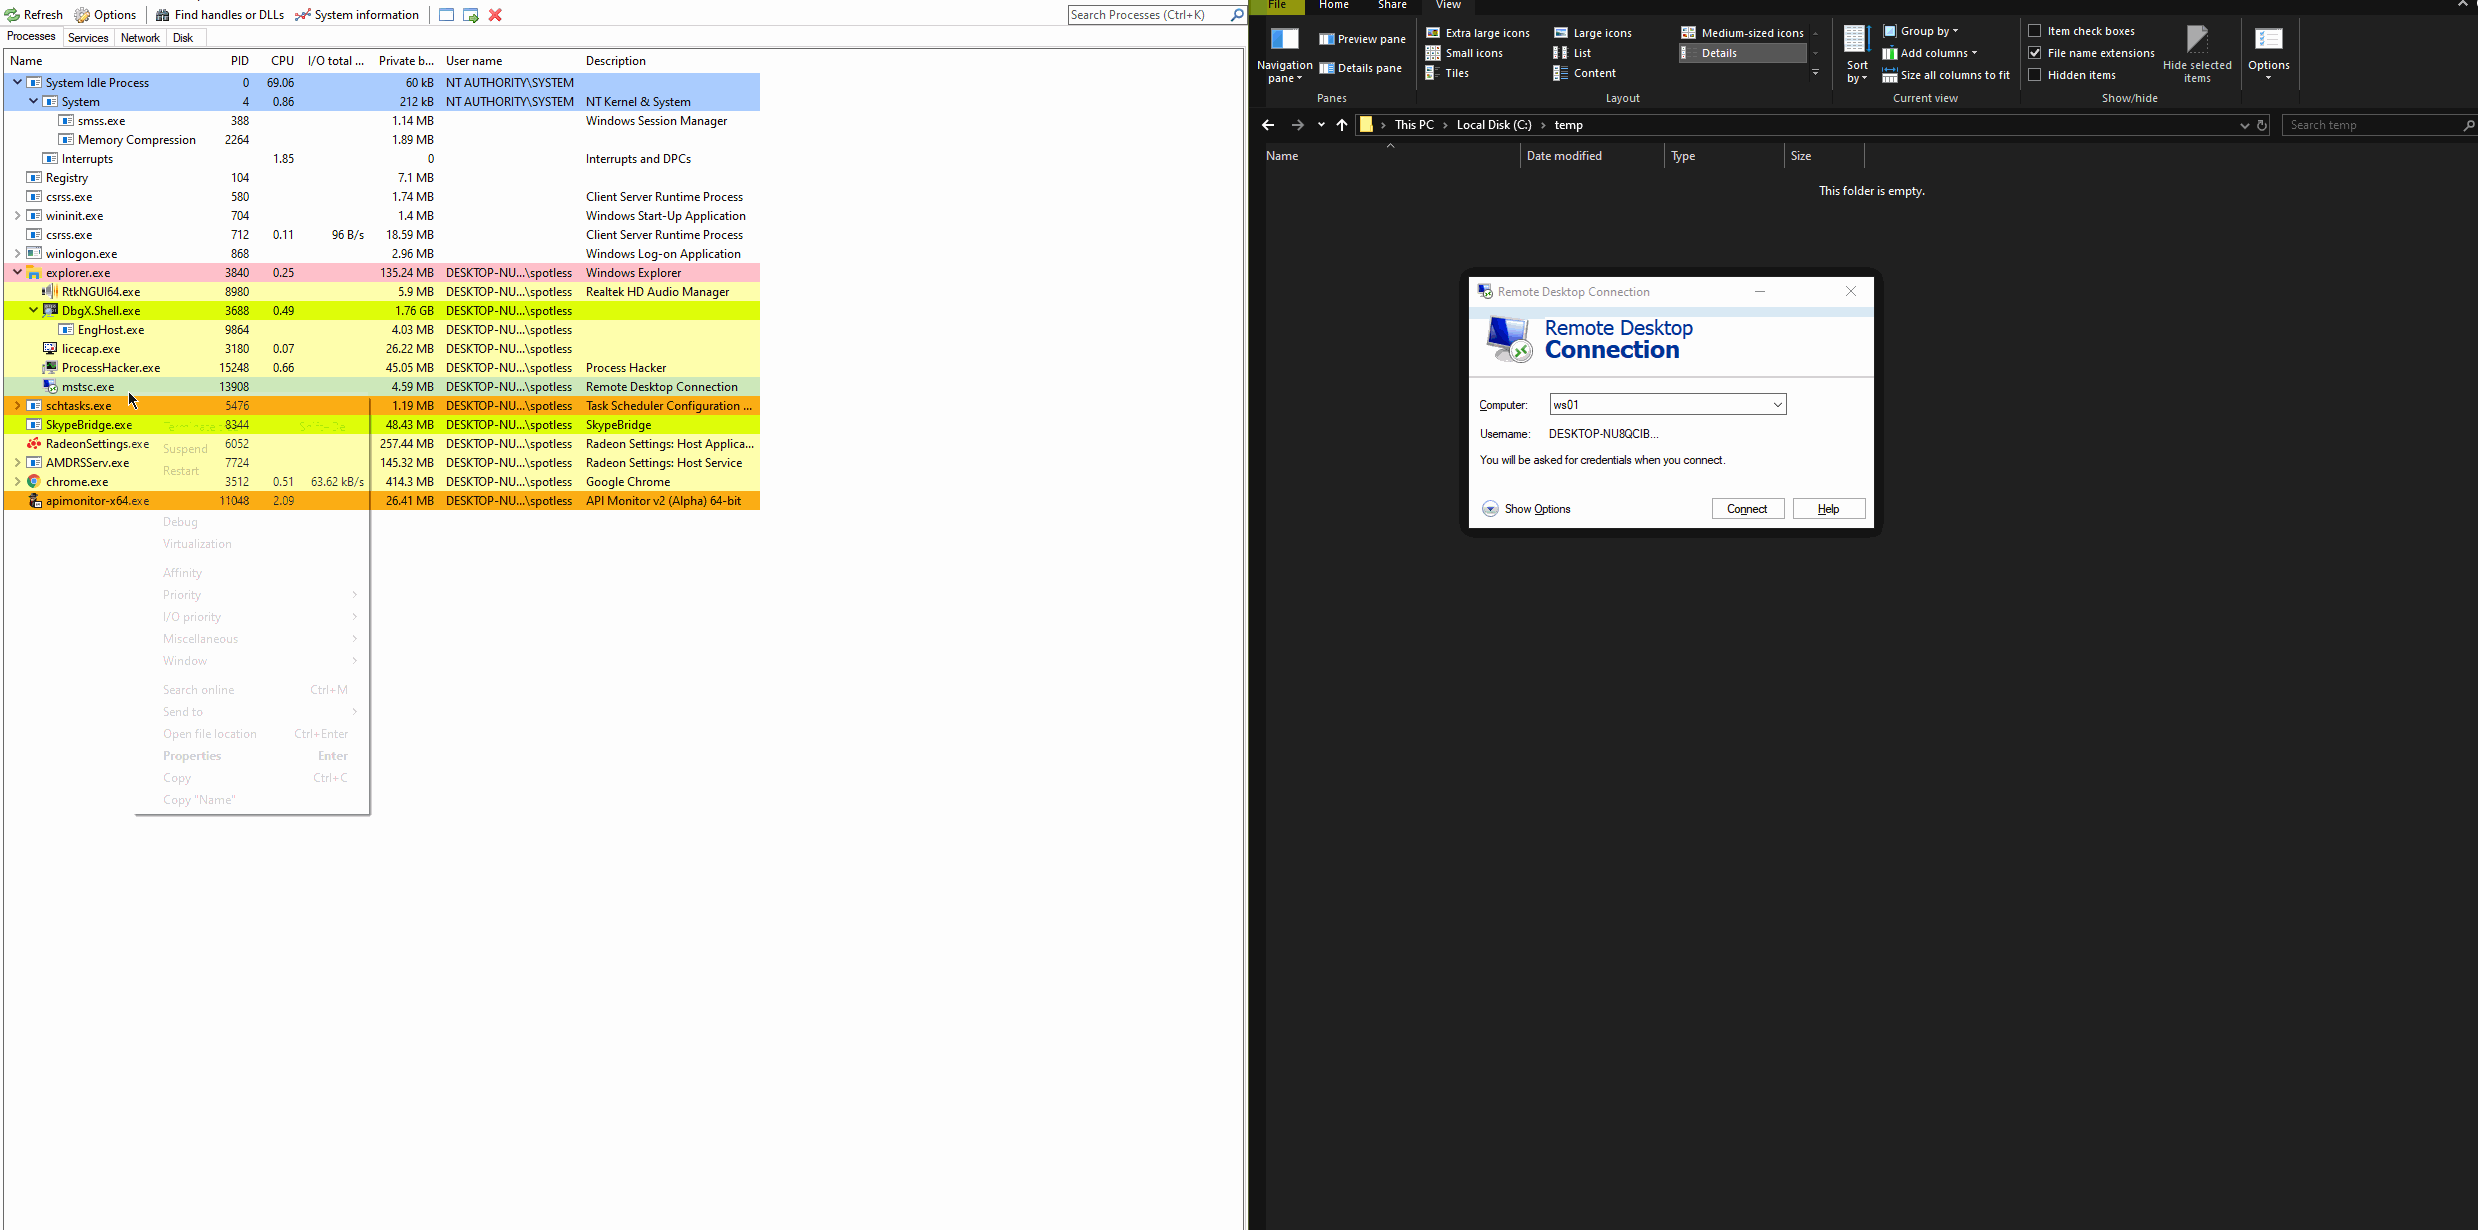 Refresh Options Find handles or DLLs System information Search Processes (Ctrl+K)
Processes Services Network Disk
Name PID CPU I/O total ... Private b... User name Description
System Idle Process 0 69.06 60 kB NT AUTHORITY\SYSTEM
System 4 0.86 212 kB NT AUTHORITY\SYSTEM NT Kernel & System
smss.exe 388 1.14 MB Windows Session Manager
Memory Compression 2264 1.89 MB
Interrupts 1.85 0 Interrupts and DPCs
Registry 104 7.1 MB
csrss.exe 580 1.74 MB Client Server Runtime Process
wininit.exe 704 1.4 MB Windows Start-Up Application
csrss.exe 712 0.11 96 B/s 18.59 MB Client Server Runtime Process
winlogon.exe 868 2.96 MB Windows Log-on Application
explorer.exe 3840 0.25 135.24 MB DESKTOP-NU...\spotless Windows Explorer
RtkNGUI64.exe 8980 5.9 MB DESKTOP-NU...\spotless Realtek HD Audio Manager
DbgX.Shell.exe 3688 0.49 1.76 GB DESKTOP-NU...\spotless
EngHost.exe 9864 4.03 MB DESKTOP-NU...\spotless
licecap.exe 3180 0.07 26.22 MB DESKTOP-NU...\spotless
ProcessHacker.exe 15248 0.66 45.05 MB DESKTOP-NU...\spotless Process Hacker
mstsc.exe 13908 4.59 MB DESKTOP-NU...\spotless Remote Desktop Connection
schtasks.exe 5476 1.19 MB DESKTOP-NU...\spotless Task Scheduler Configuration ...
SkypeBridge.exe 8344 48.43 MB DESKTOP-NU...\spotless SkypeBridge
RadeonSettings.exe 6052 257.44 MB DESKTOP-NU...\spotless Radeon Settings: Host Applica...
AMDRSServ.exe 7724 145.32 MB DESKTOP-NU...\spotless Radeon Settings: Host Service
chrome.exe 3512 0.51 63.62 kB/s 414.3 MB DESKTOP-NU...\spotless Google Chrome
apimonitor-x64.exe 11048 2.09 26.41 MB DESKTOP-NU...\spotless API Monitor v2 (Alpha) 64-bit
Suspend
Restart
Debug
Virtualization
Affinity
Priority
I/O priority
Miscellaneous
Window
Search online Ctrl+M
Send to
Open file location Ctrl+Enter
Properties Enter
Copy Ctrl+C
Copy "Name"
File Home Share View
Navigation pane
Preview pane
Details pane
Panes
Extra large icons Large icons Medium-sized icons
Small icons List Details
Tiles Content
Layout
Sort by
Group by
Add columns
Size all columns to fit
Current view
Item check boxes
File name extensions
Hidden items
Hide selected items
Show/hide
Options
This PC Local Disk (C:) temp Search temp
Name Date modified Type Size
This folder is empty.
Remote Desktop Connection
Remote Desktop
Connection
Computer: ws01
Username: DESKTOP-NU8QCIB...
You will be asked for credentials when you connect.
Show Options Connect Help